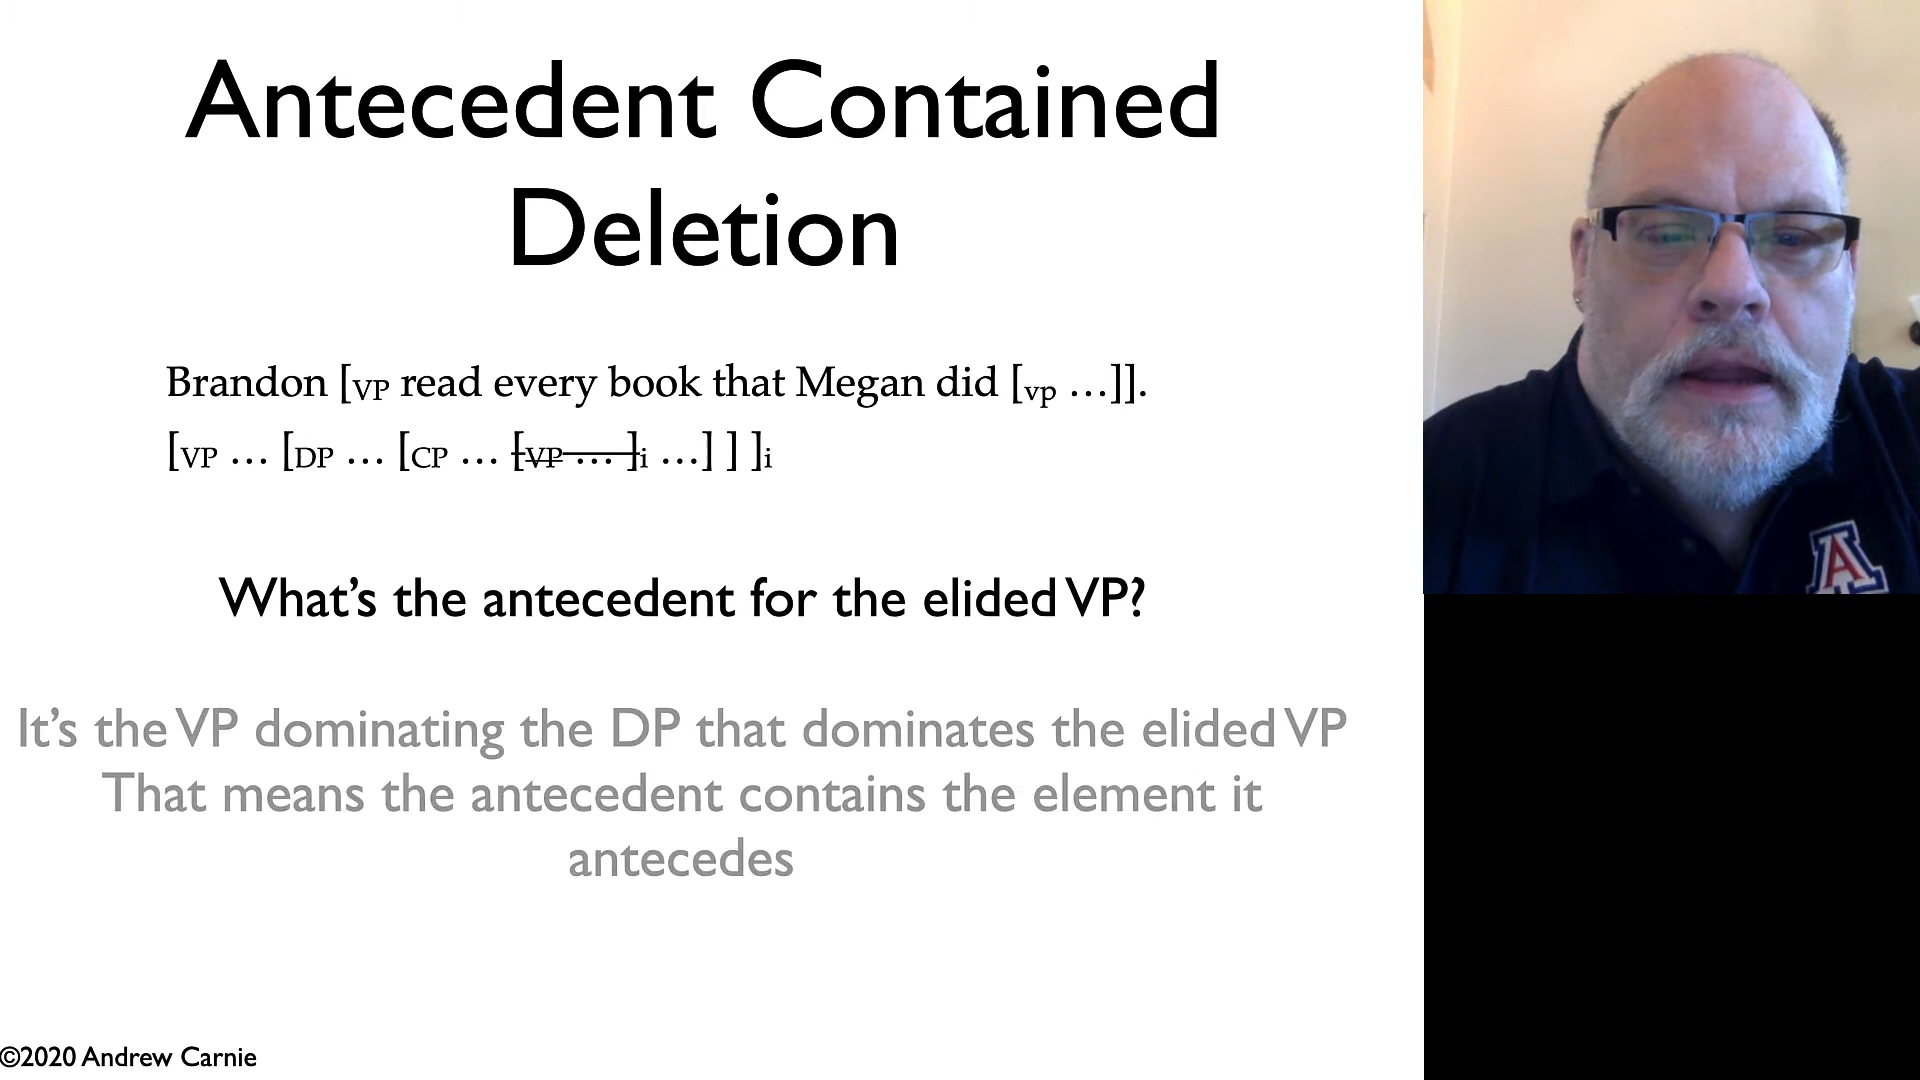 Antecedent Contained
Deletion
Brandon [VP read every book that Megan did [vp …]].
[VP … [DP … [CP … [VP … ]i …] ] ]i
What’s the antecedent for the elided VP?
It’s the VP dominating the DP that dominates the elided VP
That means the antecedent contains the element it
antecedes
©2020 Andrew Carnie
A